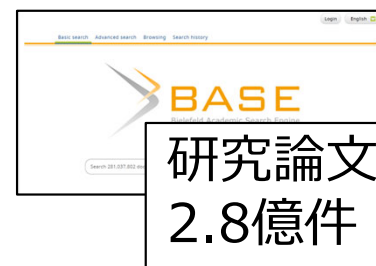 Login English
Basic search Advanced search Browsing Search history
BASE
Bielefeld Academic Search Engine
研究論文
2.8億件